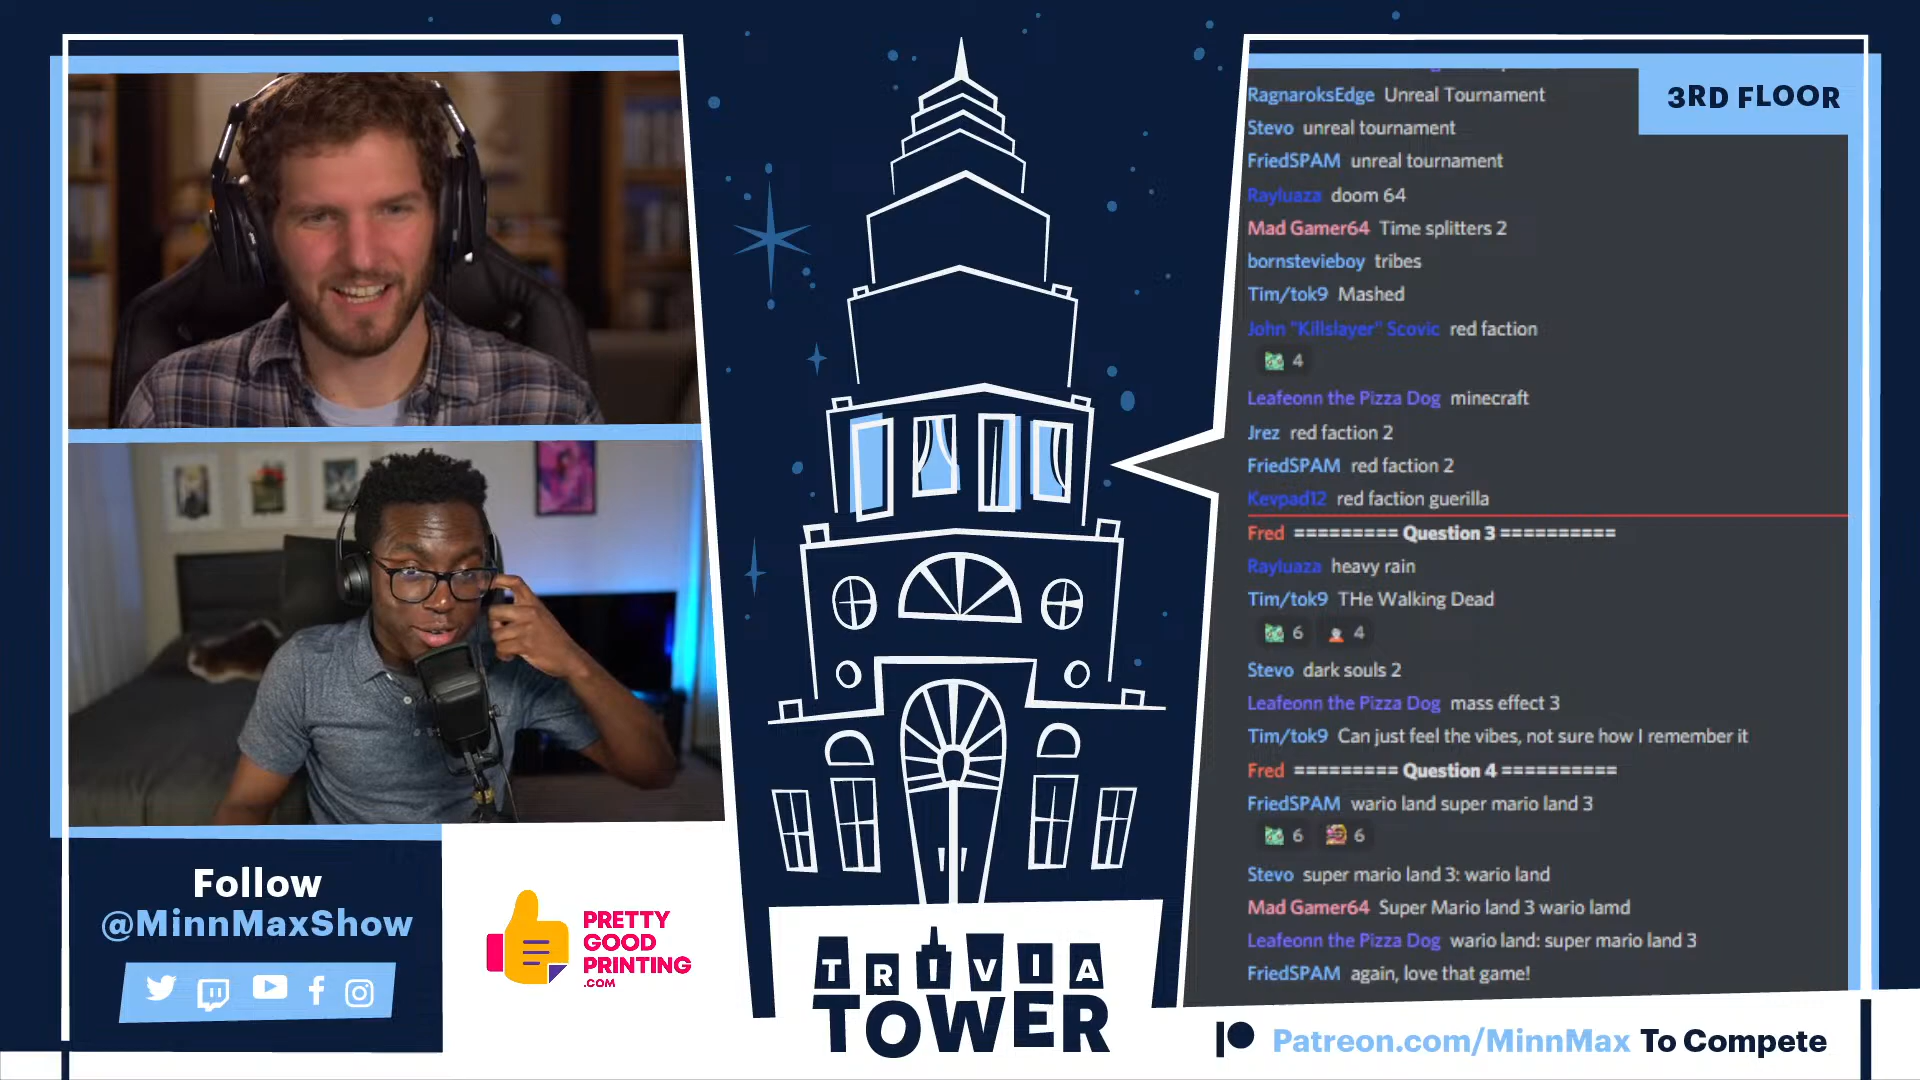 3RD FLOOR
RagnaroksEdge Unreal Tournament
Stevo unreal tournament
FriedSPAM unreal tournament
Rayluaza doom 64
Mad Gamer64 Time splitters 2
bornstevieboy tribes
Tim/tok9 Mashed
John "Killslayer" Scovic red faction
4
Leafeonn the Pizza Dog minecraft
Jrez red faction 2
FriedSPAM red faction 2
Kevpad12 red faction guerilla
Fred ========= Question 3 ==========
Rayluaza heavy rain
Tim/tok9 THe Walking Dead
6 4
Stevo dark souls 2
Leafeonn the Pizza Dog mass effect 3
Tim/tok9 Can just feel the vibes, not sure how I remember it
Fred ========= Question 4 ==========
FriedSPAM wario land super mario land 3
6 6
Stevo super mario land 3: wario land
Mad Gamer64 Super Mario land 3 wario lamd
Leafeonn the Pizza Dog wario land: super mario land 3
FriedSPAM again, love that game!
Follow
@MinnMaxShow
PRETTY
GOOD
PRINTING
.COM
TRIVIA
TOWER
Patreon.com/MinnMax To Compete